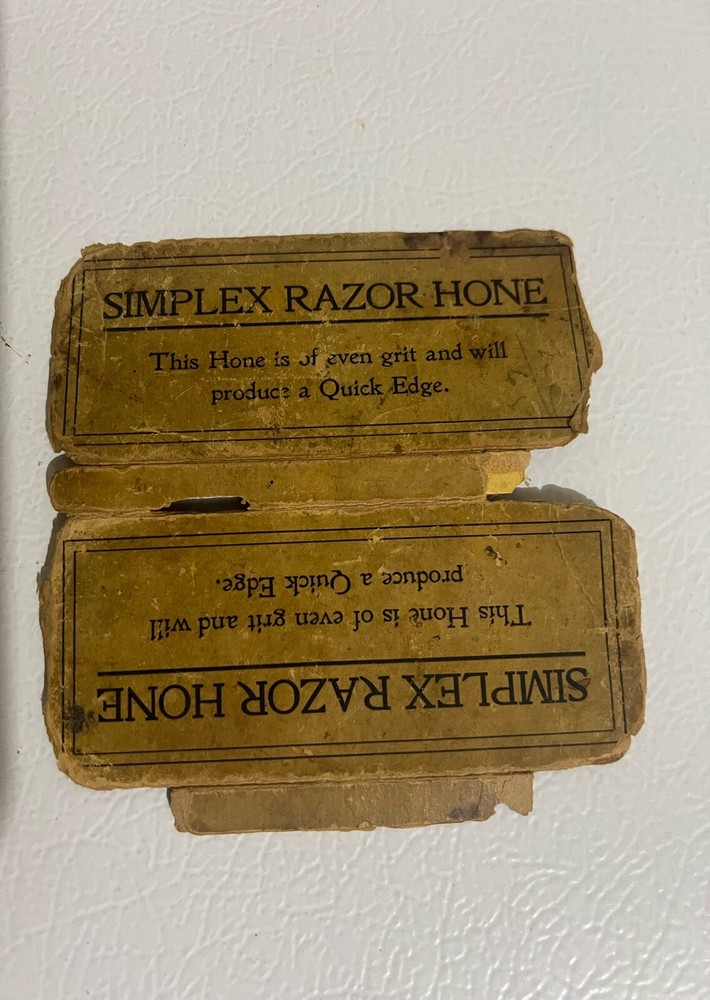 SIMPLEX RAZOR HONE
This Hone is of even grit and will
produce a Quick Edge.
SIMPLEX RAZOR HONE
This Hone is of even grit and will
produce a Quick Edge.